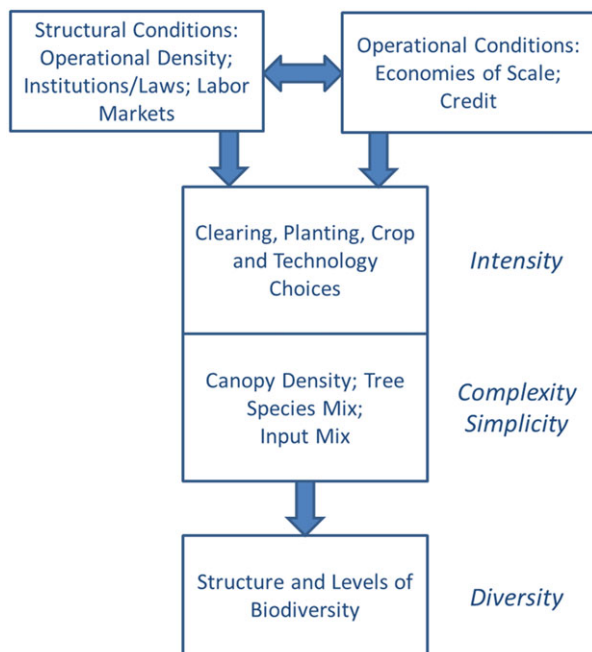 Structural Conditions:
Operational Density;
Institutions/Laws; Labor
Markets
Operational Conditions:
Economies of Scale;
Credit
Clearing, Planting, Crop
and Technology
Choices
Intensity
Canopy Density; Tree
Species Mix;
Input Mix
Complexity
Simplicity
Structure and Levels of
Biodiversity
Diversity